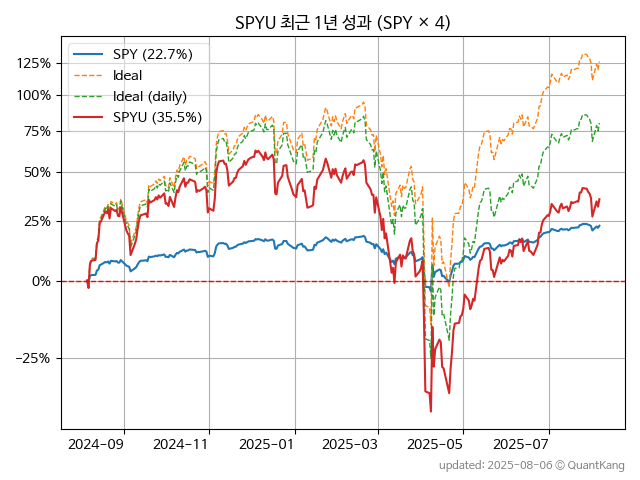 SPYU 최근 1년 성과 (SPY × 4)
SPY (22.7%)
Ideal
Ideal (daily)
SPYU (35.5%)
125%
100%
75%
50%
25%
0%
−25%
2024-09
2024-11
2025-01
2025-03
2025-05
2025-07
updated: 2025-08-06 ⓒ QuantKang